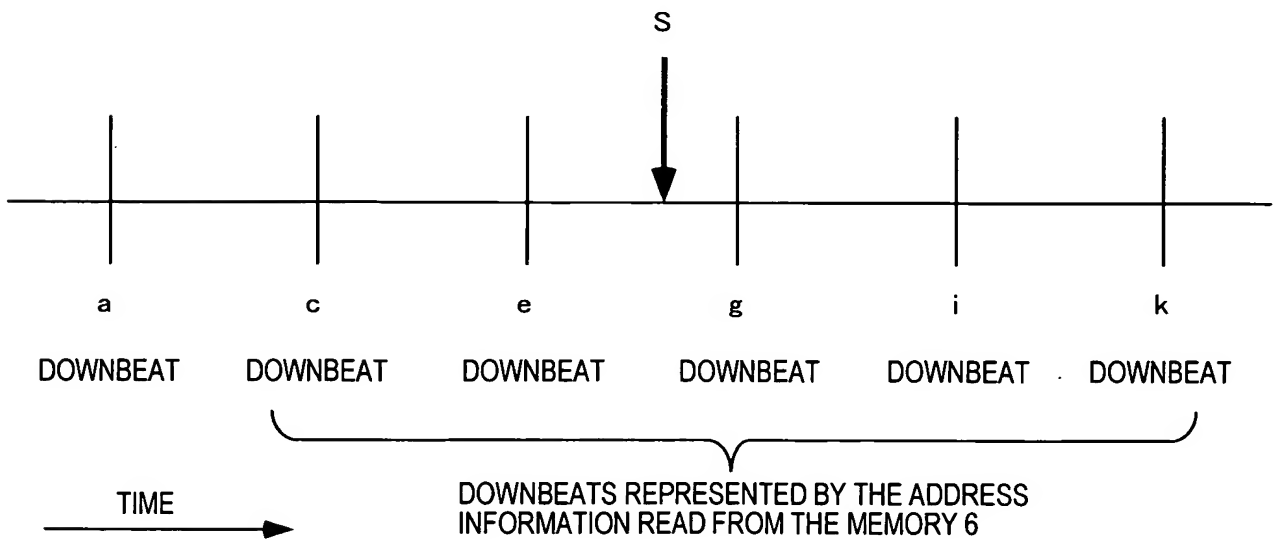 S
a c e g i k
DOWNBEAT DOWNBEAT DOWNBEAT DOWNBEAT DOWNBEAT DOWNBEAT
TIME
DOWNBEATS REPRESENTED BY THE ADDRESS
INFORMATION READ FROM THE MEMORY 6